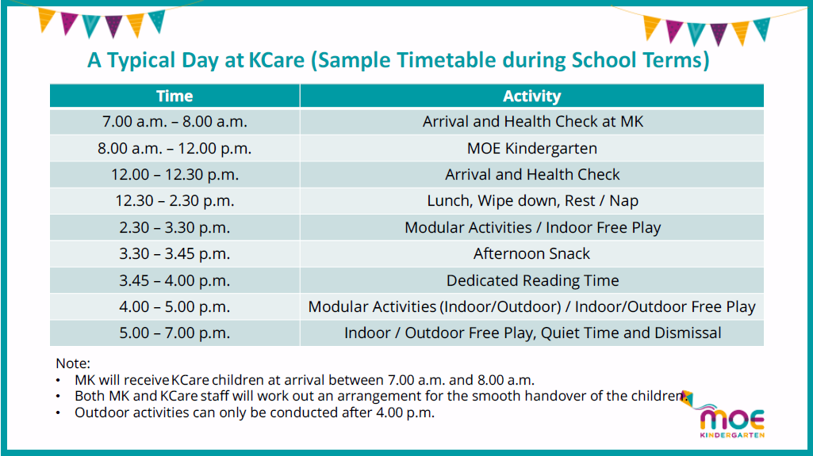 A Typical Day at KCare (Sample Timetable during School Terms)
Time Activity
7.00 a.m. – 8.00 a.m. Arrival and Health Check at MK
8.00 a.m. – 12.00 p.m. MOE Kindergarten
12.00 – 12.30 p.m. Arrival and Health Check
12.30 – 2.30 p.m. Lunch, Wipe down, Rest / Nap
2.30 – 3.30 p.m. Modular Activities / Indoor Free Play
3.30 – 3.45 p.m. Afternoon Snack
3.45 – 4.00 p.m. Dedicated Reading Time
4.00 – 5.00 p.m. Modular Activities (Indoor/Outdoor) / Indoor/Outdoor Free Play
5.00 – 7.00 p.m. Indoor / Outdoor Free Play, Quiet Time and Dismissal
Note:
• MK will receive KCare children at arrival between 7.00 a.m. and 8.00 a.m.
• Both MK and KCare staff will work out an arrangement for the smooth handover of the children.
• Outdoor activities can only be conducted after 4.00 p.m.
moe
KINDERGARTEN